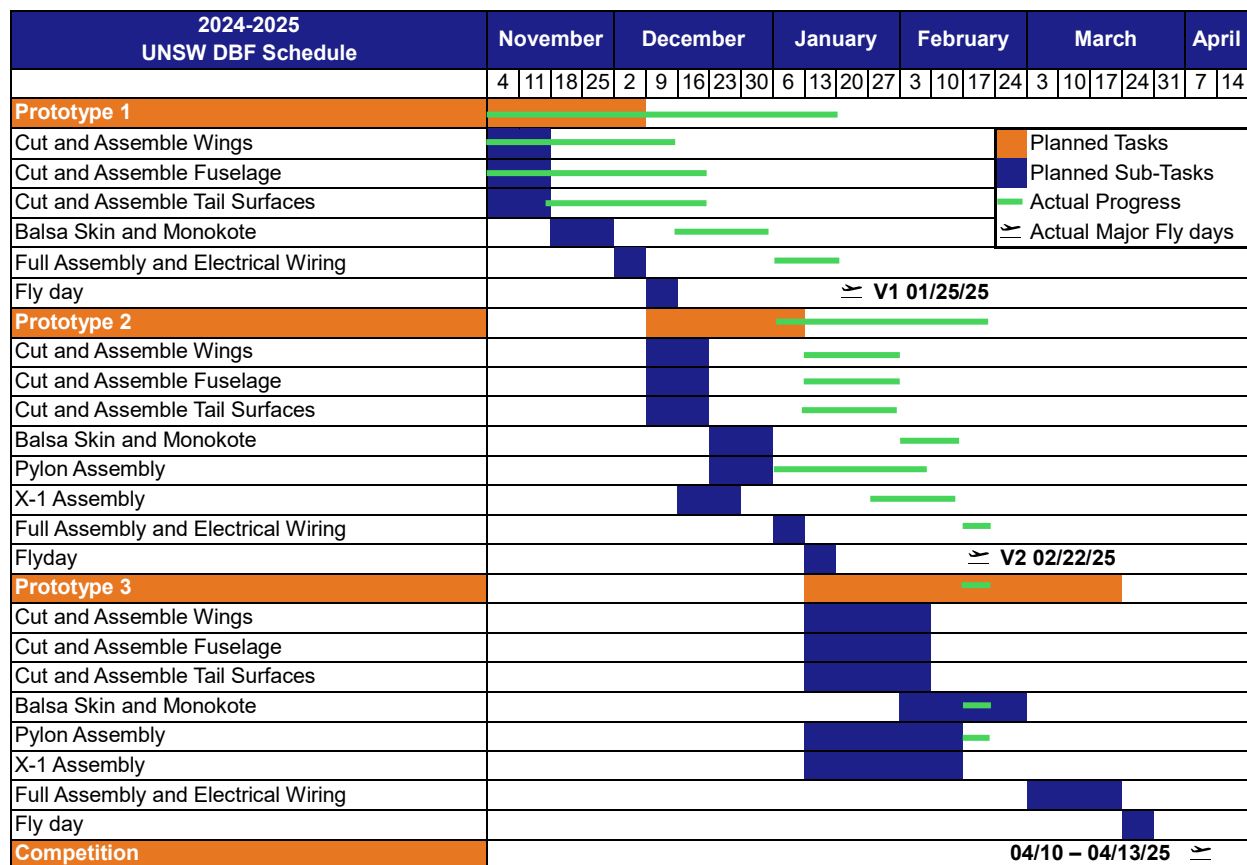 2024-2025
UNSW DBF Schedule
November December January February March April
4 11 18 25 2 9 16 23 30 6 13 20 27 3 10 17 24 3 10 17 24 31 7 14
Prototype 1
Cut and Assemble Wings
Planned Tasks
Cut and Assemble Fuselage
Planned Sub-Tasks
Cut and Assemble Tail Surfaces
Actual Progress
Balsa Skin and Monokote
Actual Major Fly days
Full Assembly and Electrical Wiring
Fly day
V1 01/25/25
Prototype 2
Cut and Assemble Wings
Cut and Assemble Fuselage
Cut and Assemble Tail Surfaces
Balsa Skin and Monokote
Pylon Assembly
X-1 Assembly
Full Assembly and Electrical Wiring
Flyday
V2 02/22/25
Prototype 3
Cut and Assemble Wings
Cut and Assemble Fuselage
Cut and Assemble Tail Surfaces
Balsa Skin and Monokote
Pylon Assembly
X-1 Assembly
Full Assembly and Electrical Wiring
Fly day
Competition
04/10 – 04/13/25